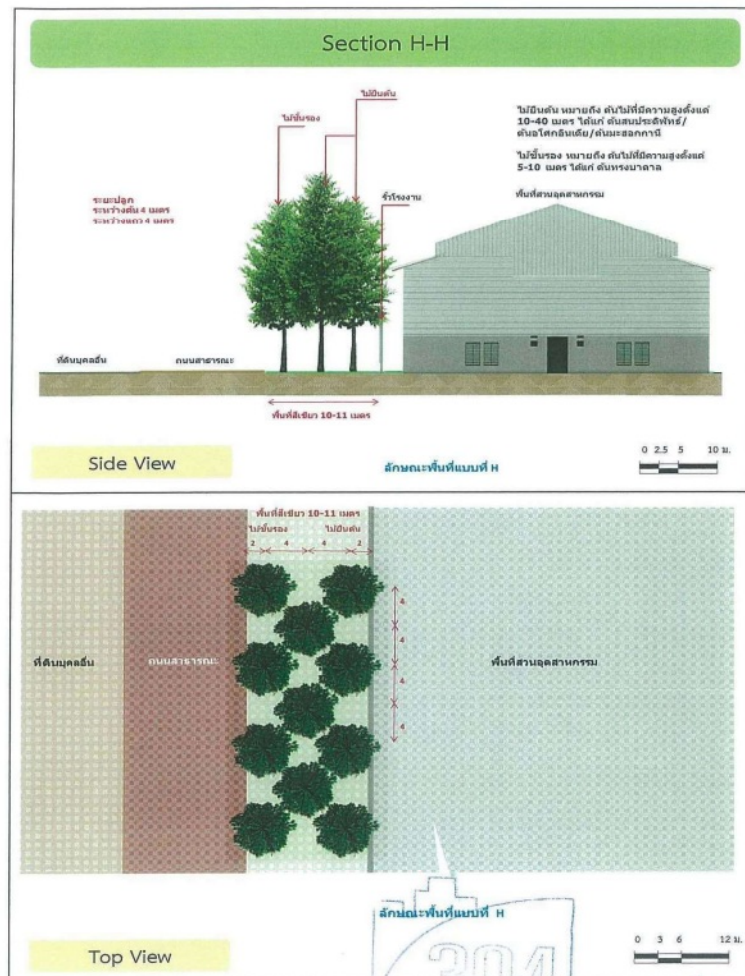 Section H-H
ไม้ยืนต้น
ไม้ชั้นรอง
ไม้ยืนต้น หมายถึง ต้นไม้ที่มีความสูงตั้งแต่
10-40 เมตร ได้แก่ ต้นสนประดิพัทธ์/
ต้นอโศกอินเดีย/ต้นมะฮอกกานี
ไม้ชั้นรอง หมายถึง ต้นไม้ที่มีความสูงตั้งแต่
5-10 เมตร ได้แก่ ต้นทรงบาดาล
ระยะปลูก
ระหว่างต้น 4 เมตร
ระหว่างแถว 4 เมตร
รั้วโรงงาน
พื้นที่สวนอุตสาหกรรม
ที่ดินบุคคลอื่น
ถนนสาธารณะ
พื้นที่สีเขียว 10-11 เมตร
Side View
ลักษณะพื้นที่แบบที่ H
0 2.5 5 10 ม.
พื้นที่สีเขียว 10-11 เมตร
ไม้ชั้นรอง ไม้ยืนต้น
2 4 4 2
4
4
4
4
ที่ดินบุคคลอื่น
ถนนสาธารณะ
พื้นที่สวนอุตสาหกรรม
ลักษณะพื้นที่แบบที่ H
304
Top View
0 3 6 12 ม.